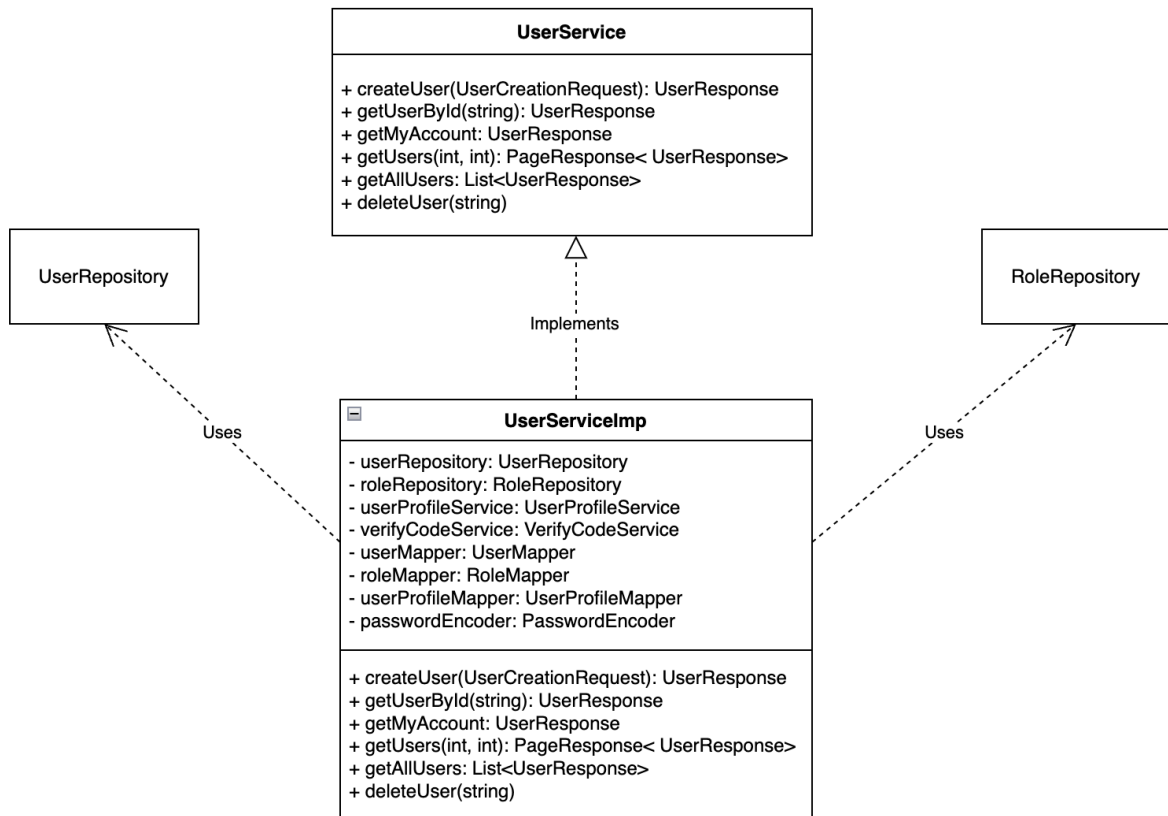 UserService
+ createUser(UserCreationRequest): UserResponse
+ getUserById(string): UserResponse
+ getMyAccount: UserResponse
+ getUsers(int, int): PageResponse< UserResponse>
+ getAllUsers: List<UserResponse>
+ deleteUser(string)
UserRepository
RoleRepository
Implements
Uses
Uses
UserServiceImp
- userRepository: UserRepository
- roleRepository: RoleRepository
- userProfileService: UserProfileService
- verifyCodeService: VerifyCodeService
- userMapper: UserMapper
- roleMapper: RoleMapper
- userProfileMapper: UserProfileMapper
- passwordEncoder: PasswordEncoder
+ createUser(UserCreationRequest): UserResponse
+ getUserById(string): UserResponse
+ getMyAccount: UserResponse
+ getUsers(int, int): PageResponse< UserResponse>
+ getAllUsers: List<UserResponse>
+ deleteUser(string)